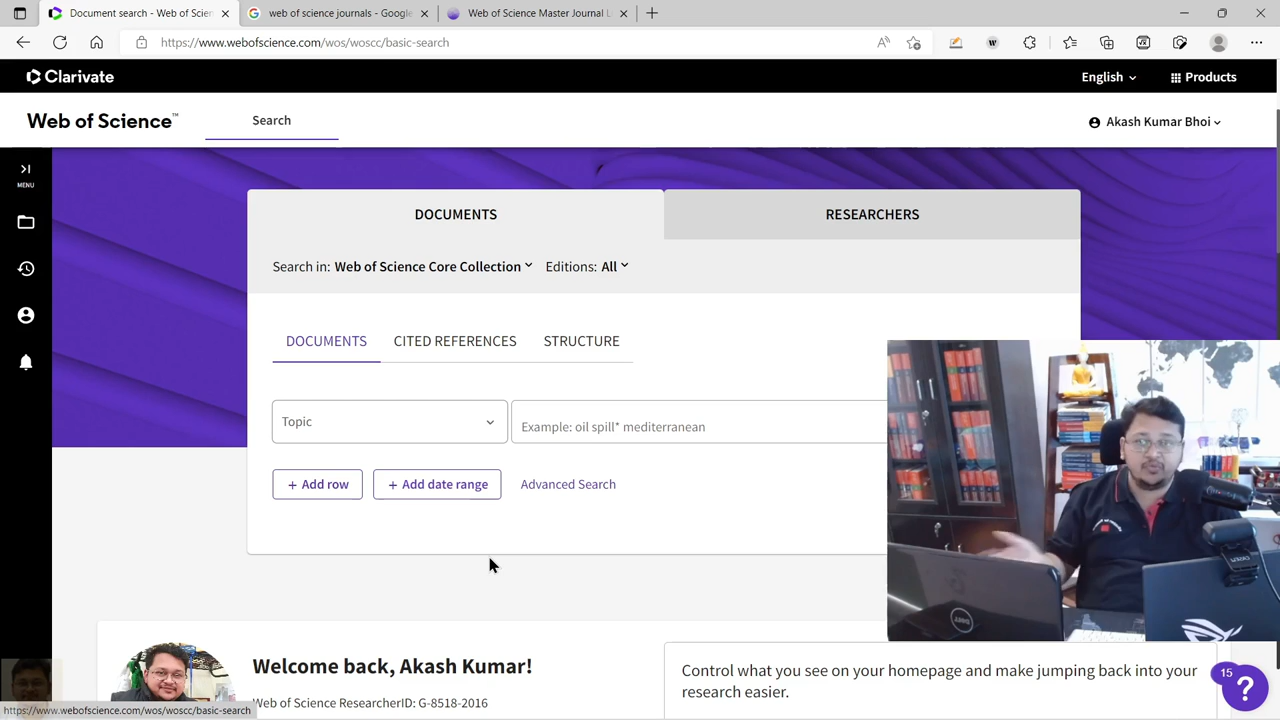 Document search - Web of Scien
web of science journals - Google
Web of Science Master Journal L
https://www.webofscience.com/wos/woscc/basic-search
Clarivate
English
Products
Web of Science™
Search
Akash Kumar Bhoi
MENU
DOCUMENTS
RESEARCHERS
Search in: Web of Science Core Collection
Editions: All
DOCUMENTS
CITED REFERENCES
STRUCTURE
Topic
Example: oil spill* mediterranean
+ Add row
+ Add date range
Advanced Search
DELL
Welcome back, Akash Kumar!
Web of Science ResearcherID: G-8518-2016
Control what you see on your homepage and make jumping back into your
research easier.
15
?
https://www.webofscience.com/wos/woscc/basic-search